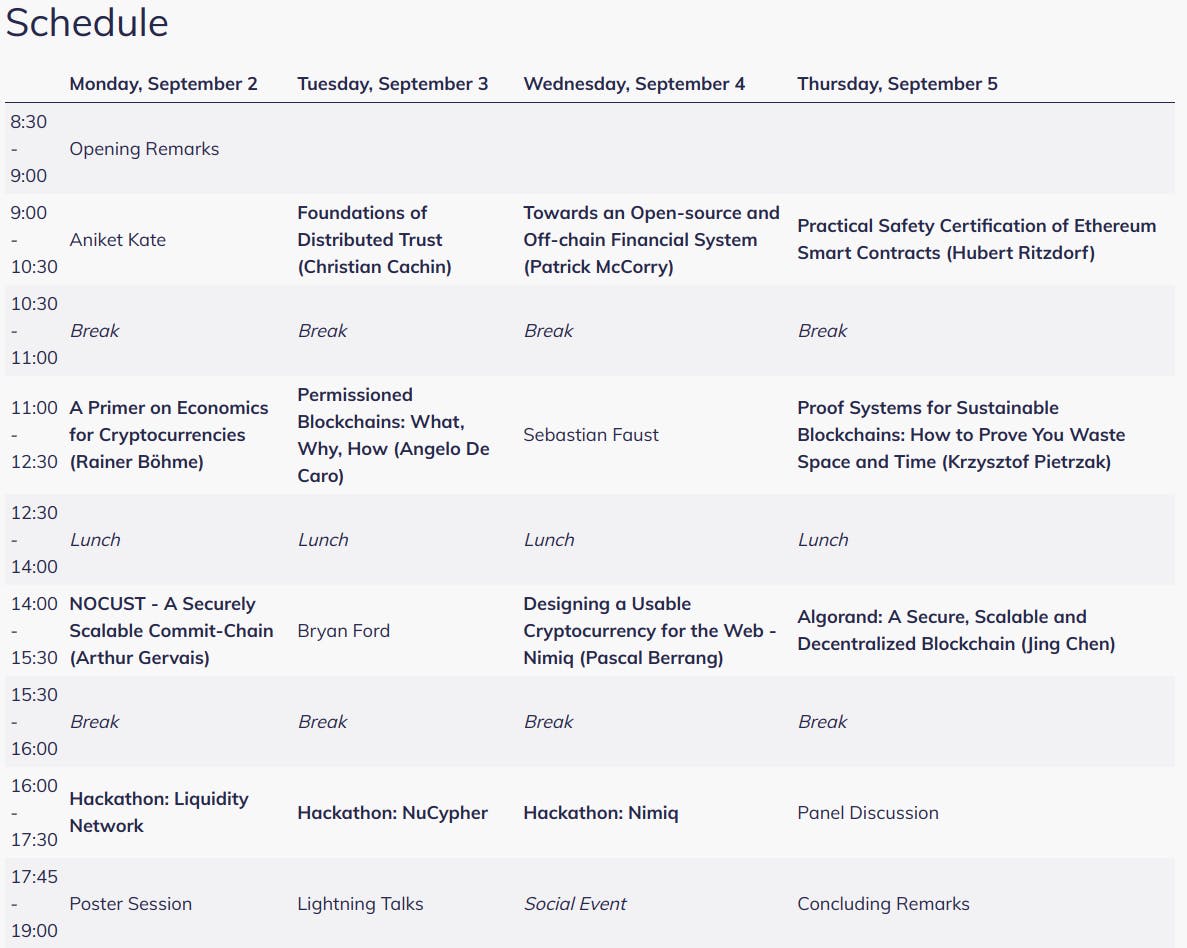 Schedule
Monday, September 2 Tuesday, September 3 Wednesday, September 4 Thursday, September 5
8:30
- Opening Remarks
9:00
9:00 Foundations of Towards an Open-source and Practical Safety Certification of Ethereum
- Aniket Kate Distributed Trust Off-chain Financial System Smart Contracts (Hubert Ritzdorf)
10:30 (Christian Cachin) (Patrick McCorry)
10:30
- Break Break Break Break
11:00
Permissioned
11:00 A Primer on Economics Blockchains: What, Proof Systems for Sustainable
- for Cryptocurrencies Why, How (Angelo De Sebastian Faust Blockchains: How to Prove You Waste
12:30 (Rainer Böhme) Caro) Space and Time (Krzysztof Pietrzak)
12:30
- Lunch Lunch Lunch Lunch
14:00
14:00 NOCUST - A Securely Designing a Usable Algorand: A Secure, Scalable and
- Scalable Commit-Chain Bryan Ford Cryptocurrency for the Web - Decentralized Blockchain (Jing Chen)
15:30 (Arthur Gervais) Nimiq (Pascal Berrang)
15:30
- Break Break Break Break
16:00
16:00 Hackathon: Liquidity
- Network Hackathon: NuCypher Hackathon: Nimiq Panel Discussion
17:30
17:45
- Poster Session Lightning Talks Social Event Concluding Remarks
19:00